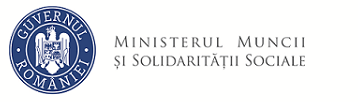 GUVERNUL
ROMÂNIEI
MINISTERUL MUNCII
ȘI SOLIDARITĂȚII SOCIALE